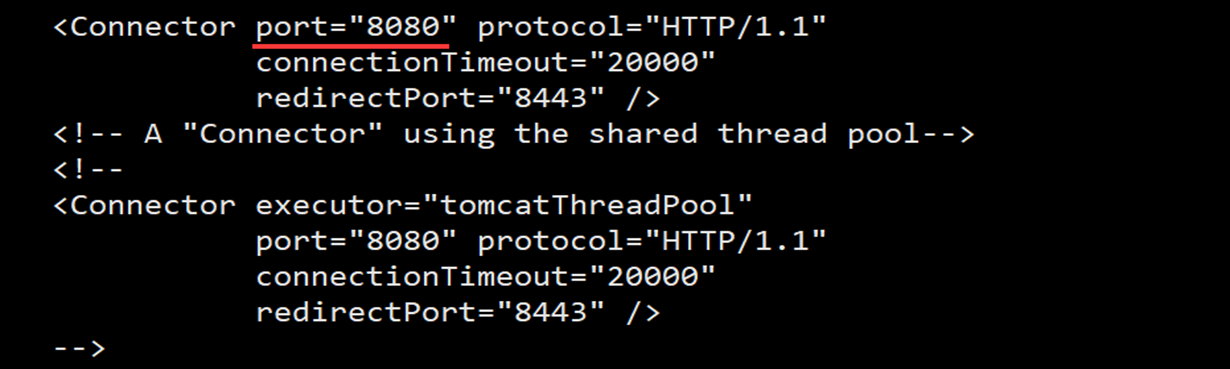 <Connector port="8080" protocol="HTTP/1.1"
connectionTimeout="20000"
redirectPort="8443" />
<!-- A "Connector" using the shared thread pool-->
<!--
<Connector executor="tomcatThreadPool"
port="8080" protocol="HTTP/1.1"
connectionTimeout="20000"
redirectPort="8443" />
-->